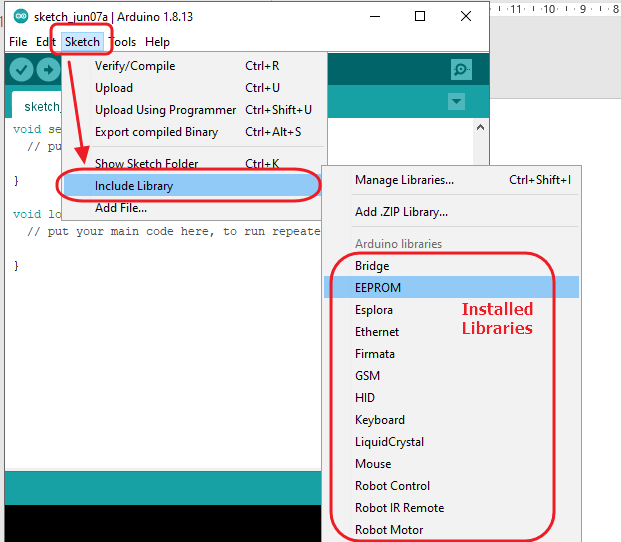 sketch_jun07a | Arduino 1.8.13
11 12 13
File Edit Sketch Tools Help
Verify/Compile Ctrl+R
Upload Ctrl+U
Upload Using Programmer Ctrl+Shift+U
Export compiled Binary Ctrl+Alt+S
Show Sketch Folder Ctrl+K
Include Library
Add File...
sketch_
void se
// pu
}
void lo
// put your main code here, to run repeate
}
Manage Libraries... Ctrl+Shift+I
Add .ZIP Library...
Arduino libraries
Bridge
EEPROM
Esplora
Ethernet
Firmata
GSM
HID
Keyboard
LiquidCrystal
Mouse
Robot Control
Robot IR Remote
Robot Motor
Installed
Libraries